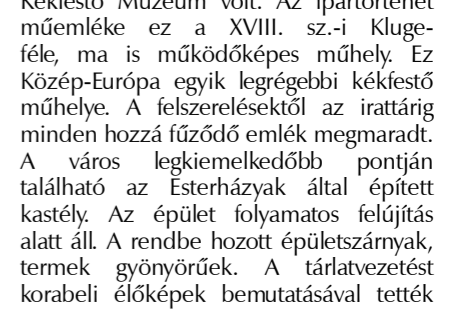 Kékfestő Múzeum volt. Az ipartörténet
műemléke ez a XVIII. sz.-i Kluge-
féle, ma is működőképes műhely. Ez
Közép-Európa egyik legrégebbi kékfestő
műhelye. A felszerelésektől az irattárig
minden hozzá fűződő emlék megmaradt.
A város legkiemelkedőbb pontján
található az Esterházyak által épített
kastély. Az épület folyamatos felújítás
alatt áll. A rendbe hozott épületszárnyak,
termek gyönyörűek. A tárlatvezetést
korabeli élőképek bemutatásával tették